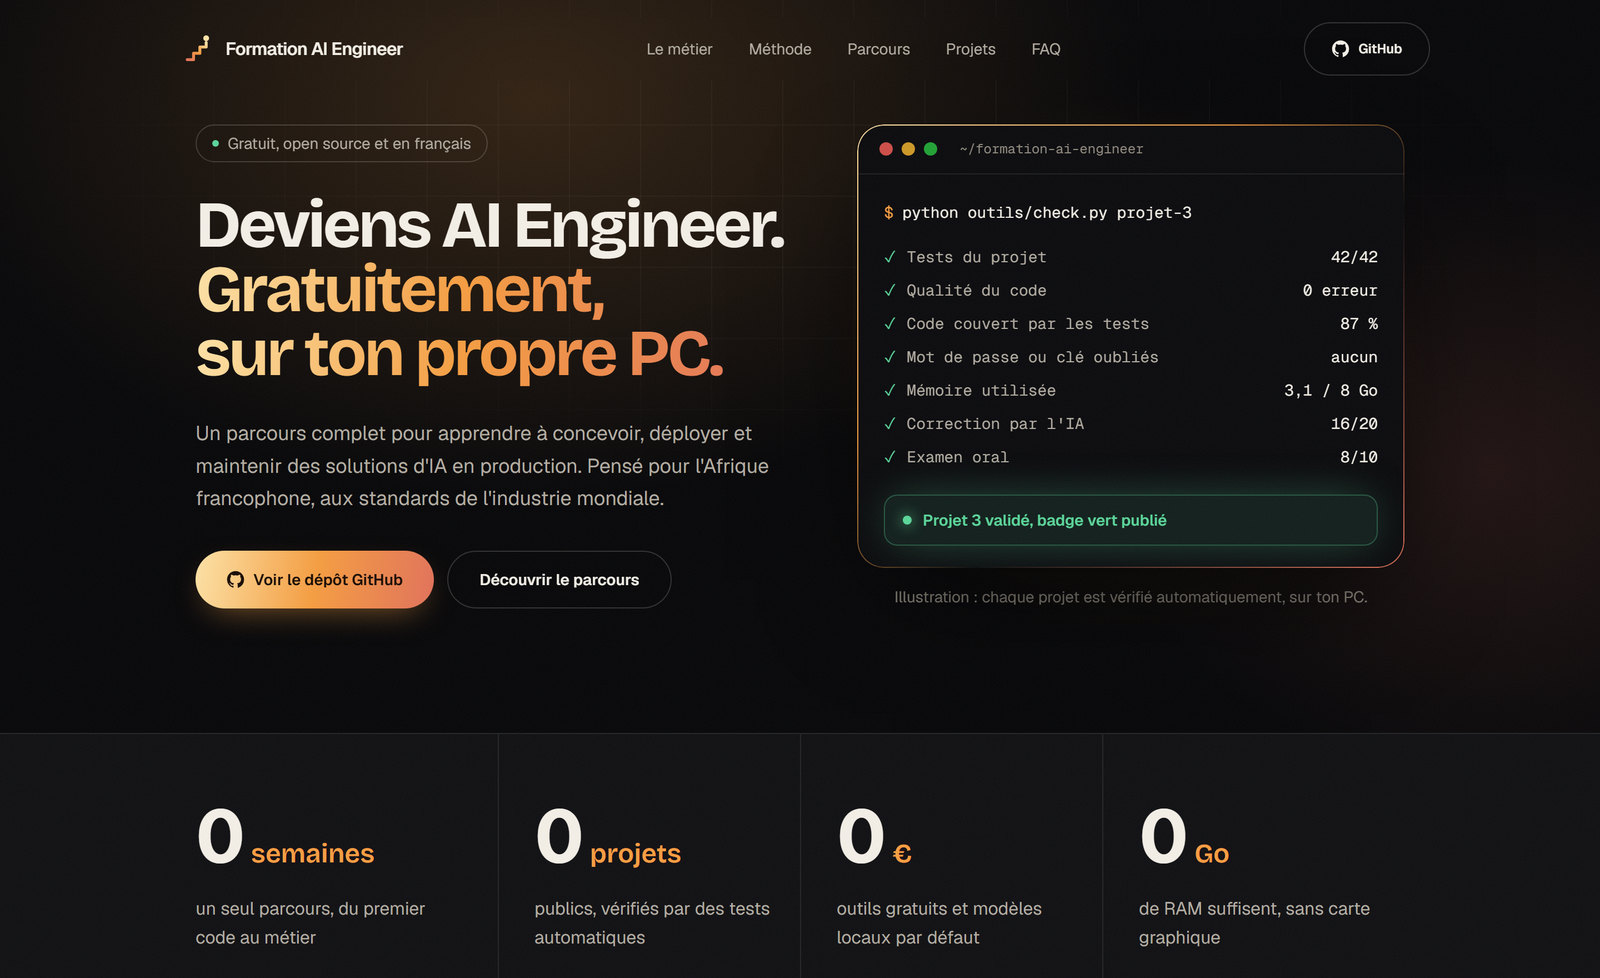 Formation AI Engineer
Le métier
Méthode
Parcours
Projets
FAQ
GitHub
Gratuit, open source et en français
Deviens AI Engineer.
Gratuitement,
sur ton propre PC.
Un parcours complet pour apprendre à concevoir, déployer et
maintenir des solutions d'IA en production. Pensé pour l'Afrique
francophone, aux standards de l'industrie mondiale.
Voir le dépôt GitHub
Découvrir le parcours
~/formation-ai-engineer
$ python outils/check.py projet-3
✓ Tests du projet 42/42
✓ Qualité du code 0 erreur
✓ Code couvert par les tests 87 %
✓ Mot de passe ou clé oubliés aucun
✓ Mémoire utilisée 3,1 / 8 Go
✓ Correction par l'IA 16/20
✓ Examen oral 8/10
Projet 3 validé, badge vert publié
Illustration : chaque projet est vérifié automatiquement, sur ton PC.
0 semaines
un seul parcours, du premier
code au métier
0 projets
publics, vérifiés par des tests
automatiques
0 €
outils gratuits et modèles
locaux par défaut
0 Go
de RAM suffisent, sans carte
graphique